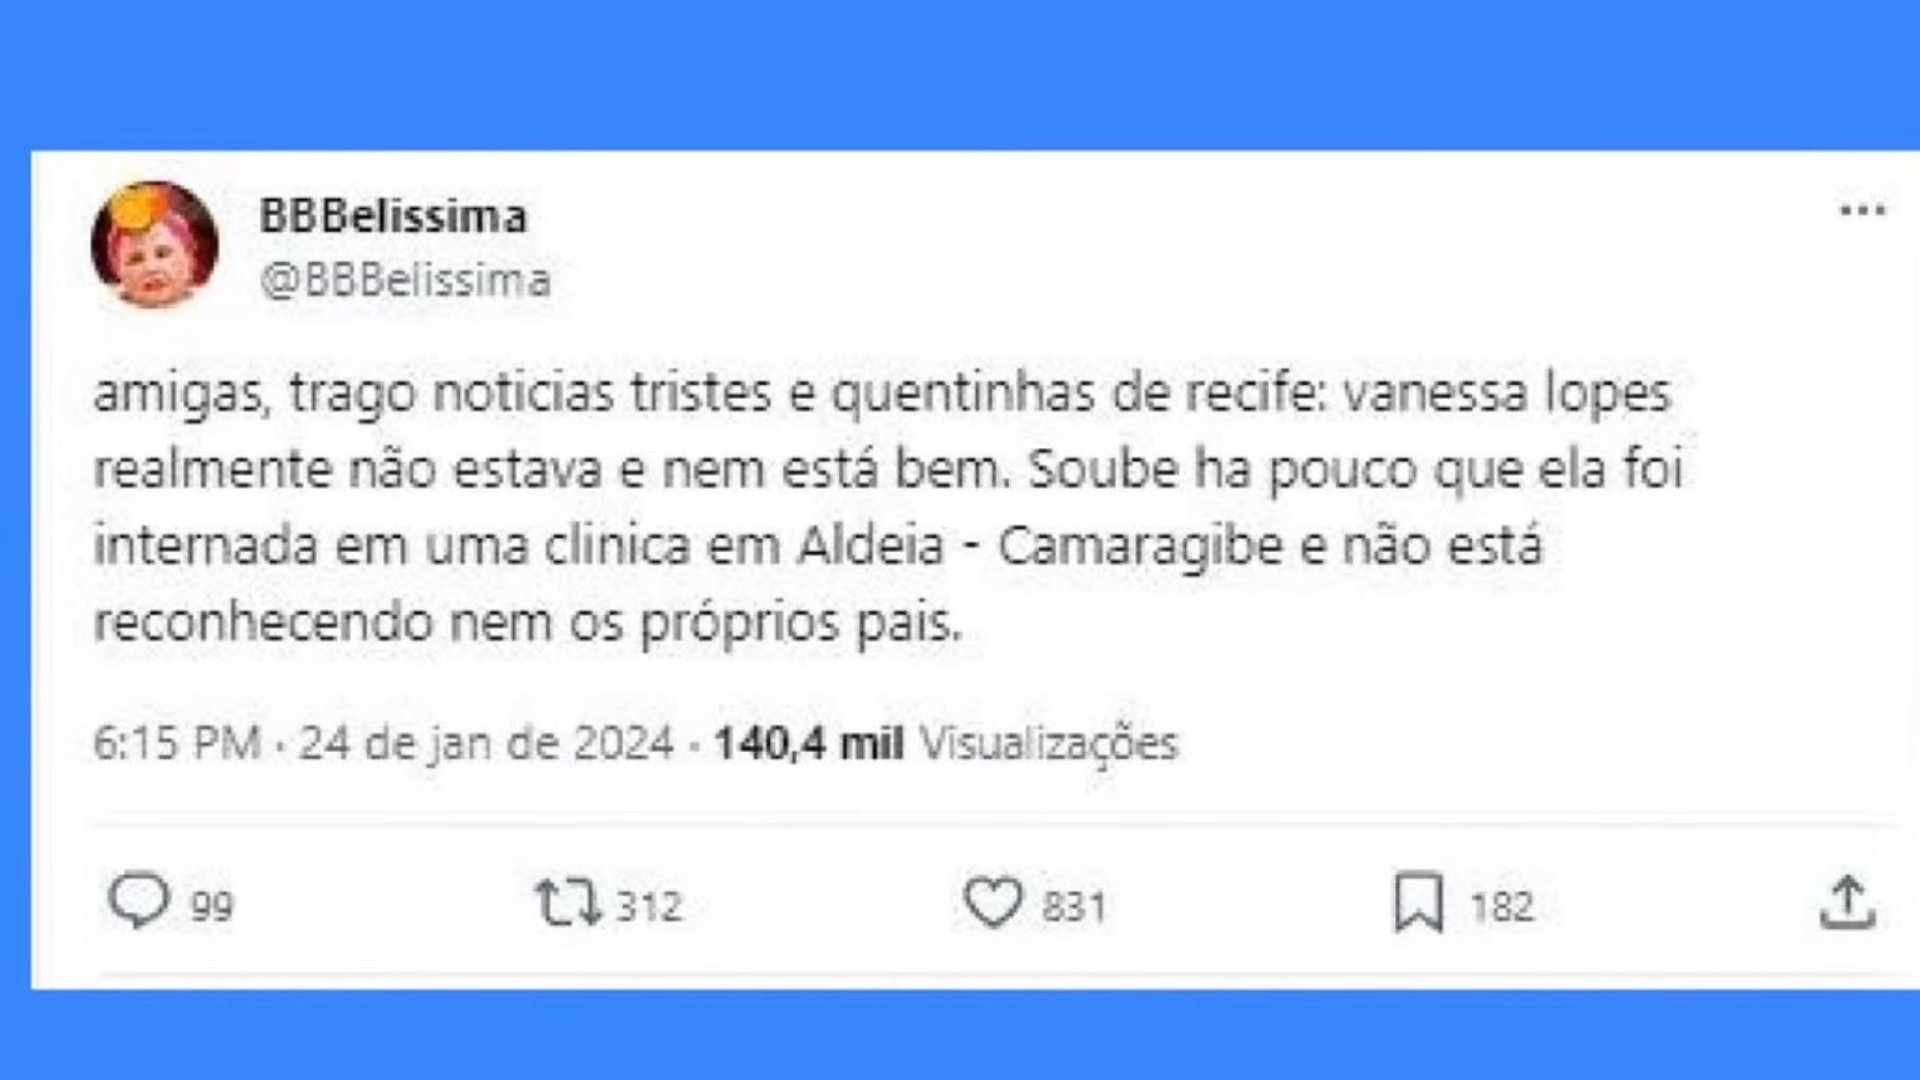 BBBelissima
@BBBelissima
amigas, trago noticias tristes e quentinhas de recife: vanessa lopes
realmente não estava e nem está bem. Soube ha pouco que ela foi
internada em uma clinica em Aldeia - Camaragibe e não está
reconhecendo nem os próprios pais.
6:15 PM · 24 de jan de 2024 · 140,4 mil Visualizações
99 312 831 182